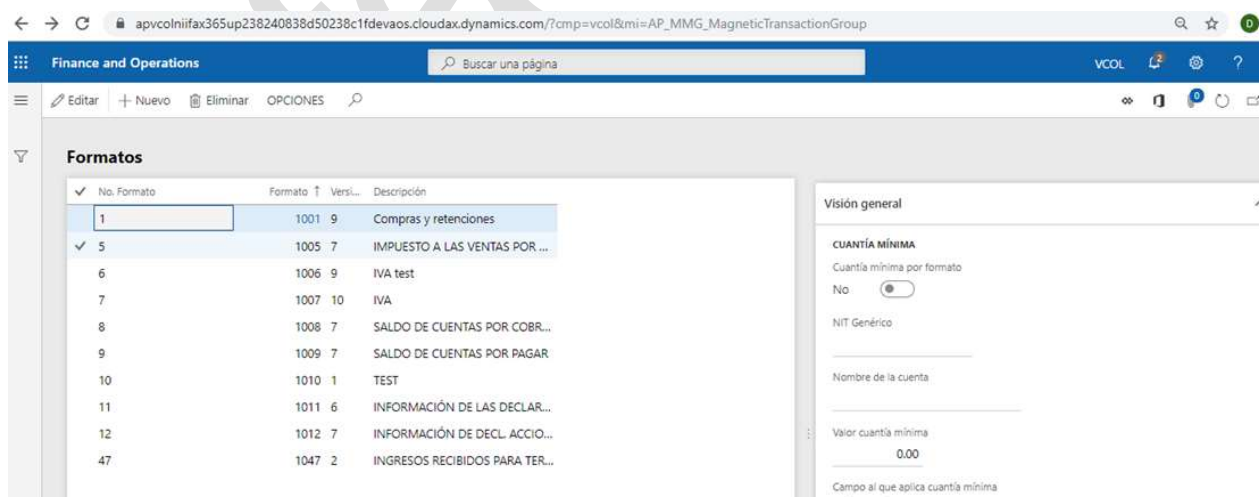 apvcolniifax365up238240838d50238c1fdevaos.cloudax.dynamics.com/?cmp=vcol&mi=AP_MMG_MagneticTransactionGroup
D
Finance and Operations
Buscar una página
VCOL
2
?
Editar
Nuevo
Eliminar
OPCIONES
0
Formatos
No. Formato Formato ↑ Versi... Descripción
1 1001 9 Compras y retenciones
5 1005 7 IMPUESTO A LAS VENTAS POR ...
6 1006 9 IVA test
7 1007 10 IVA
8 1008 7 SALDO DE CUENTAS POR COBR...
9 1009 7 SALDO DE CUENTAS POR PAGAR
10 1010 1 TEST
11 1011 6 INFORMACIÓN DE LAS DECLAR...
12 1012 7 INFORMACIÓN DE DECL. ACCIO...
47 1047 2 INGRESOS RECIBIDOS PARA TER...
Visión general
CUANTÍA MÍNIMA
Cuantía mínima por formato
No
NIT Genérico
Nombre de la cuenta
Valor cuantía mínima
0.00
Campo al que aplica cuantía mínima